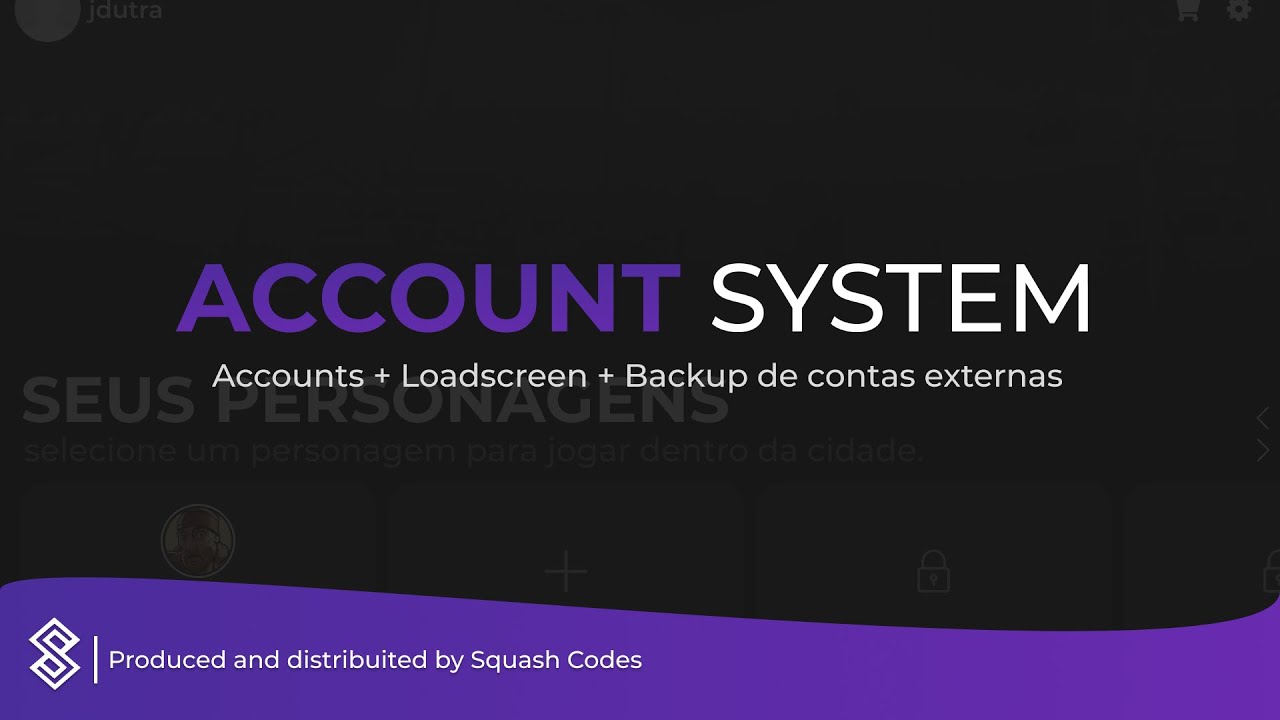 jdutra
ACCOUNT SYSTEM
Accounts + Loadscreen + Backup de contas externas
SEUS PERSONAGENS
selecione um personagem para jogar dentro da cidade.
Produced and distribuited by Squash Codes